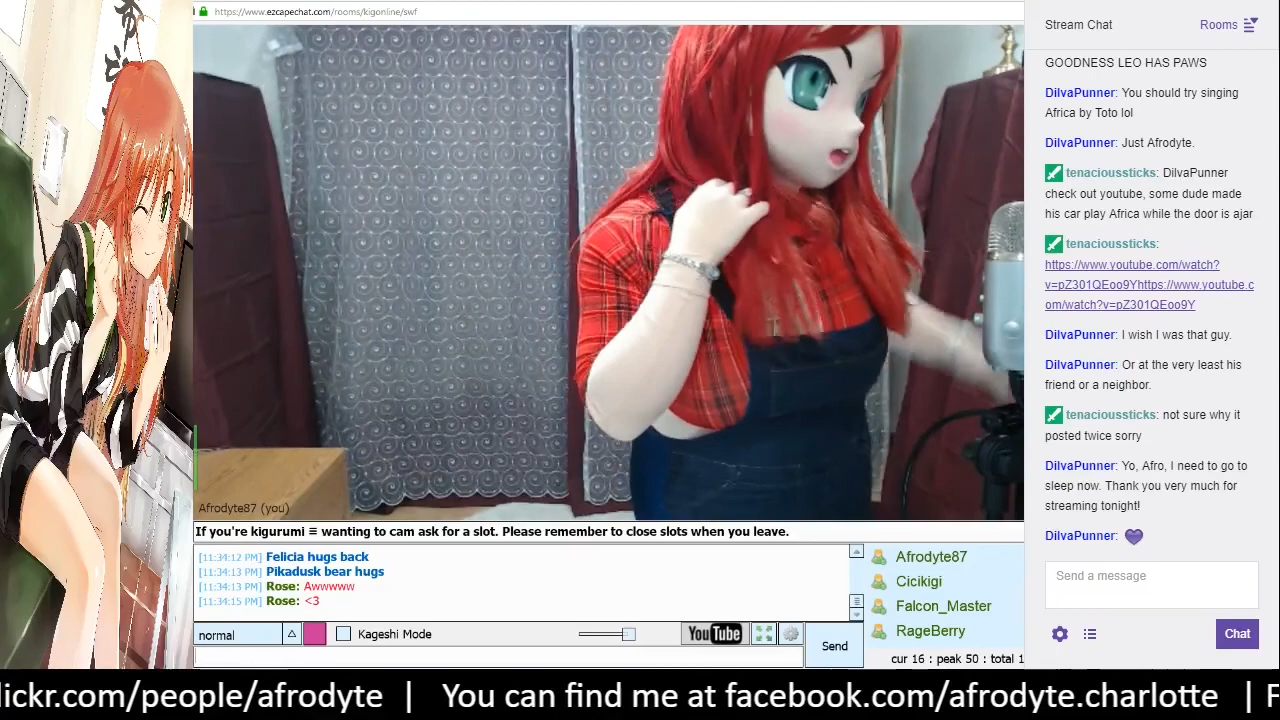 https://www.ezcapechat.com/rooms/kigonline/swf
Afrodyte87 (you)
If you're kigurumi ≡ wanting to cam ask for a slot. Please remember to close slots when you leave.
[11:34:12 PM] Felicia hugs back
[11:34:13 PM] Pikadusk bear hugs
[11:34:13 PM] Rose: Awwwww
[11:34:15 PM] Rose: <3
Afrodyte87
Cicikigi
Falcon_Master
RageBerry
normal
Kageshi Mode
YouTube
Send
cur 16 : peak 50 : total 1
Stream Chat
Rooms
GOODNESS LEO HAS PAWS
DilvaPunner: You should try singing
Africa by Toto lol
DilvaPunner: Just Afrodyte.
tenaciousssticks: DilvaPunner
check out youtube, some dude made
his car play Africa while the door is ajar
tenaciousssticks:
https://www.youtube.com/watch?
v=pZ301QEoo9Yhttps://www.youtube.c
om/watch?v=pZ301QEoo9Y
DilvaPunner: I wish I was that guy.
DilvaPunner: Or at the very least his
friend or a neighbor.
tenaciousssticks: not sure why it
posted twice sorry
DilvaPunner: Yo, Afro, I need to go to
sleep now. Thank you very much for
streaming tonight!
DilvaPunner:
Send a message
Chat
lickr.com/people/afrodyte | You can find me at facebook.com/afrodyte.charlotte | F